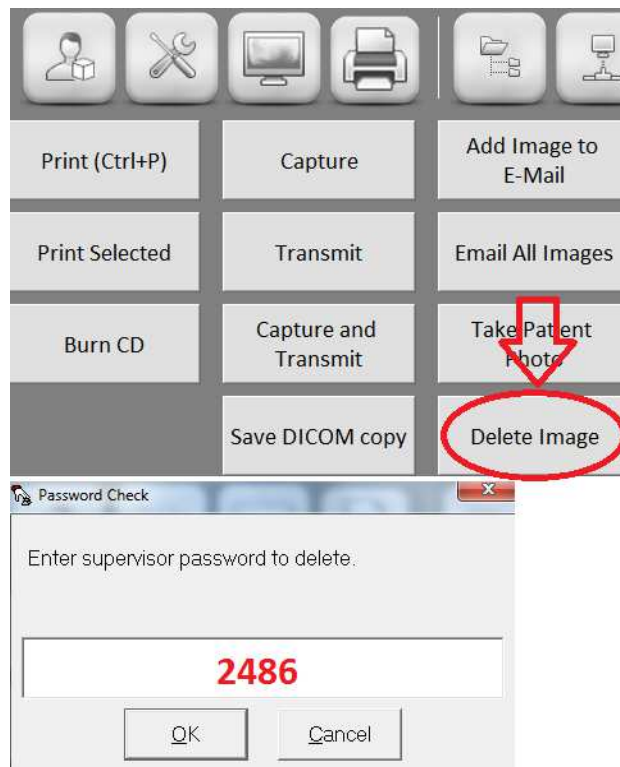 Print (Ctrl+P)
Capture
Add Image to
E-Mail
Print Selected
Transmit
Email All Images
Burn CD
Capture and
Transmit
Take Patient
Photo
Save DICOM copy
Delete Image
Password Check
Enter supervisor password to delete.
2486
OK
Cancel